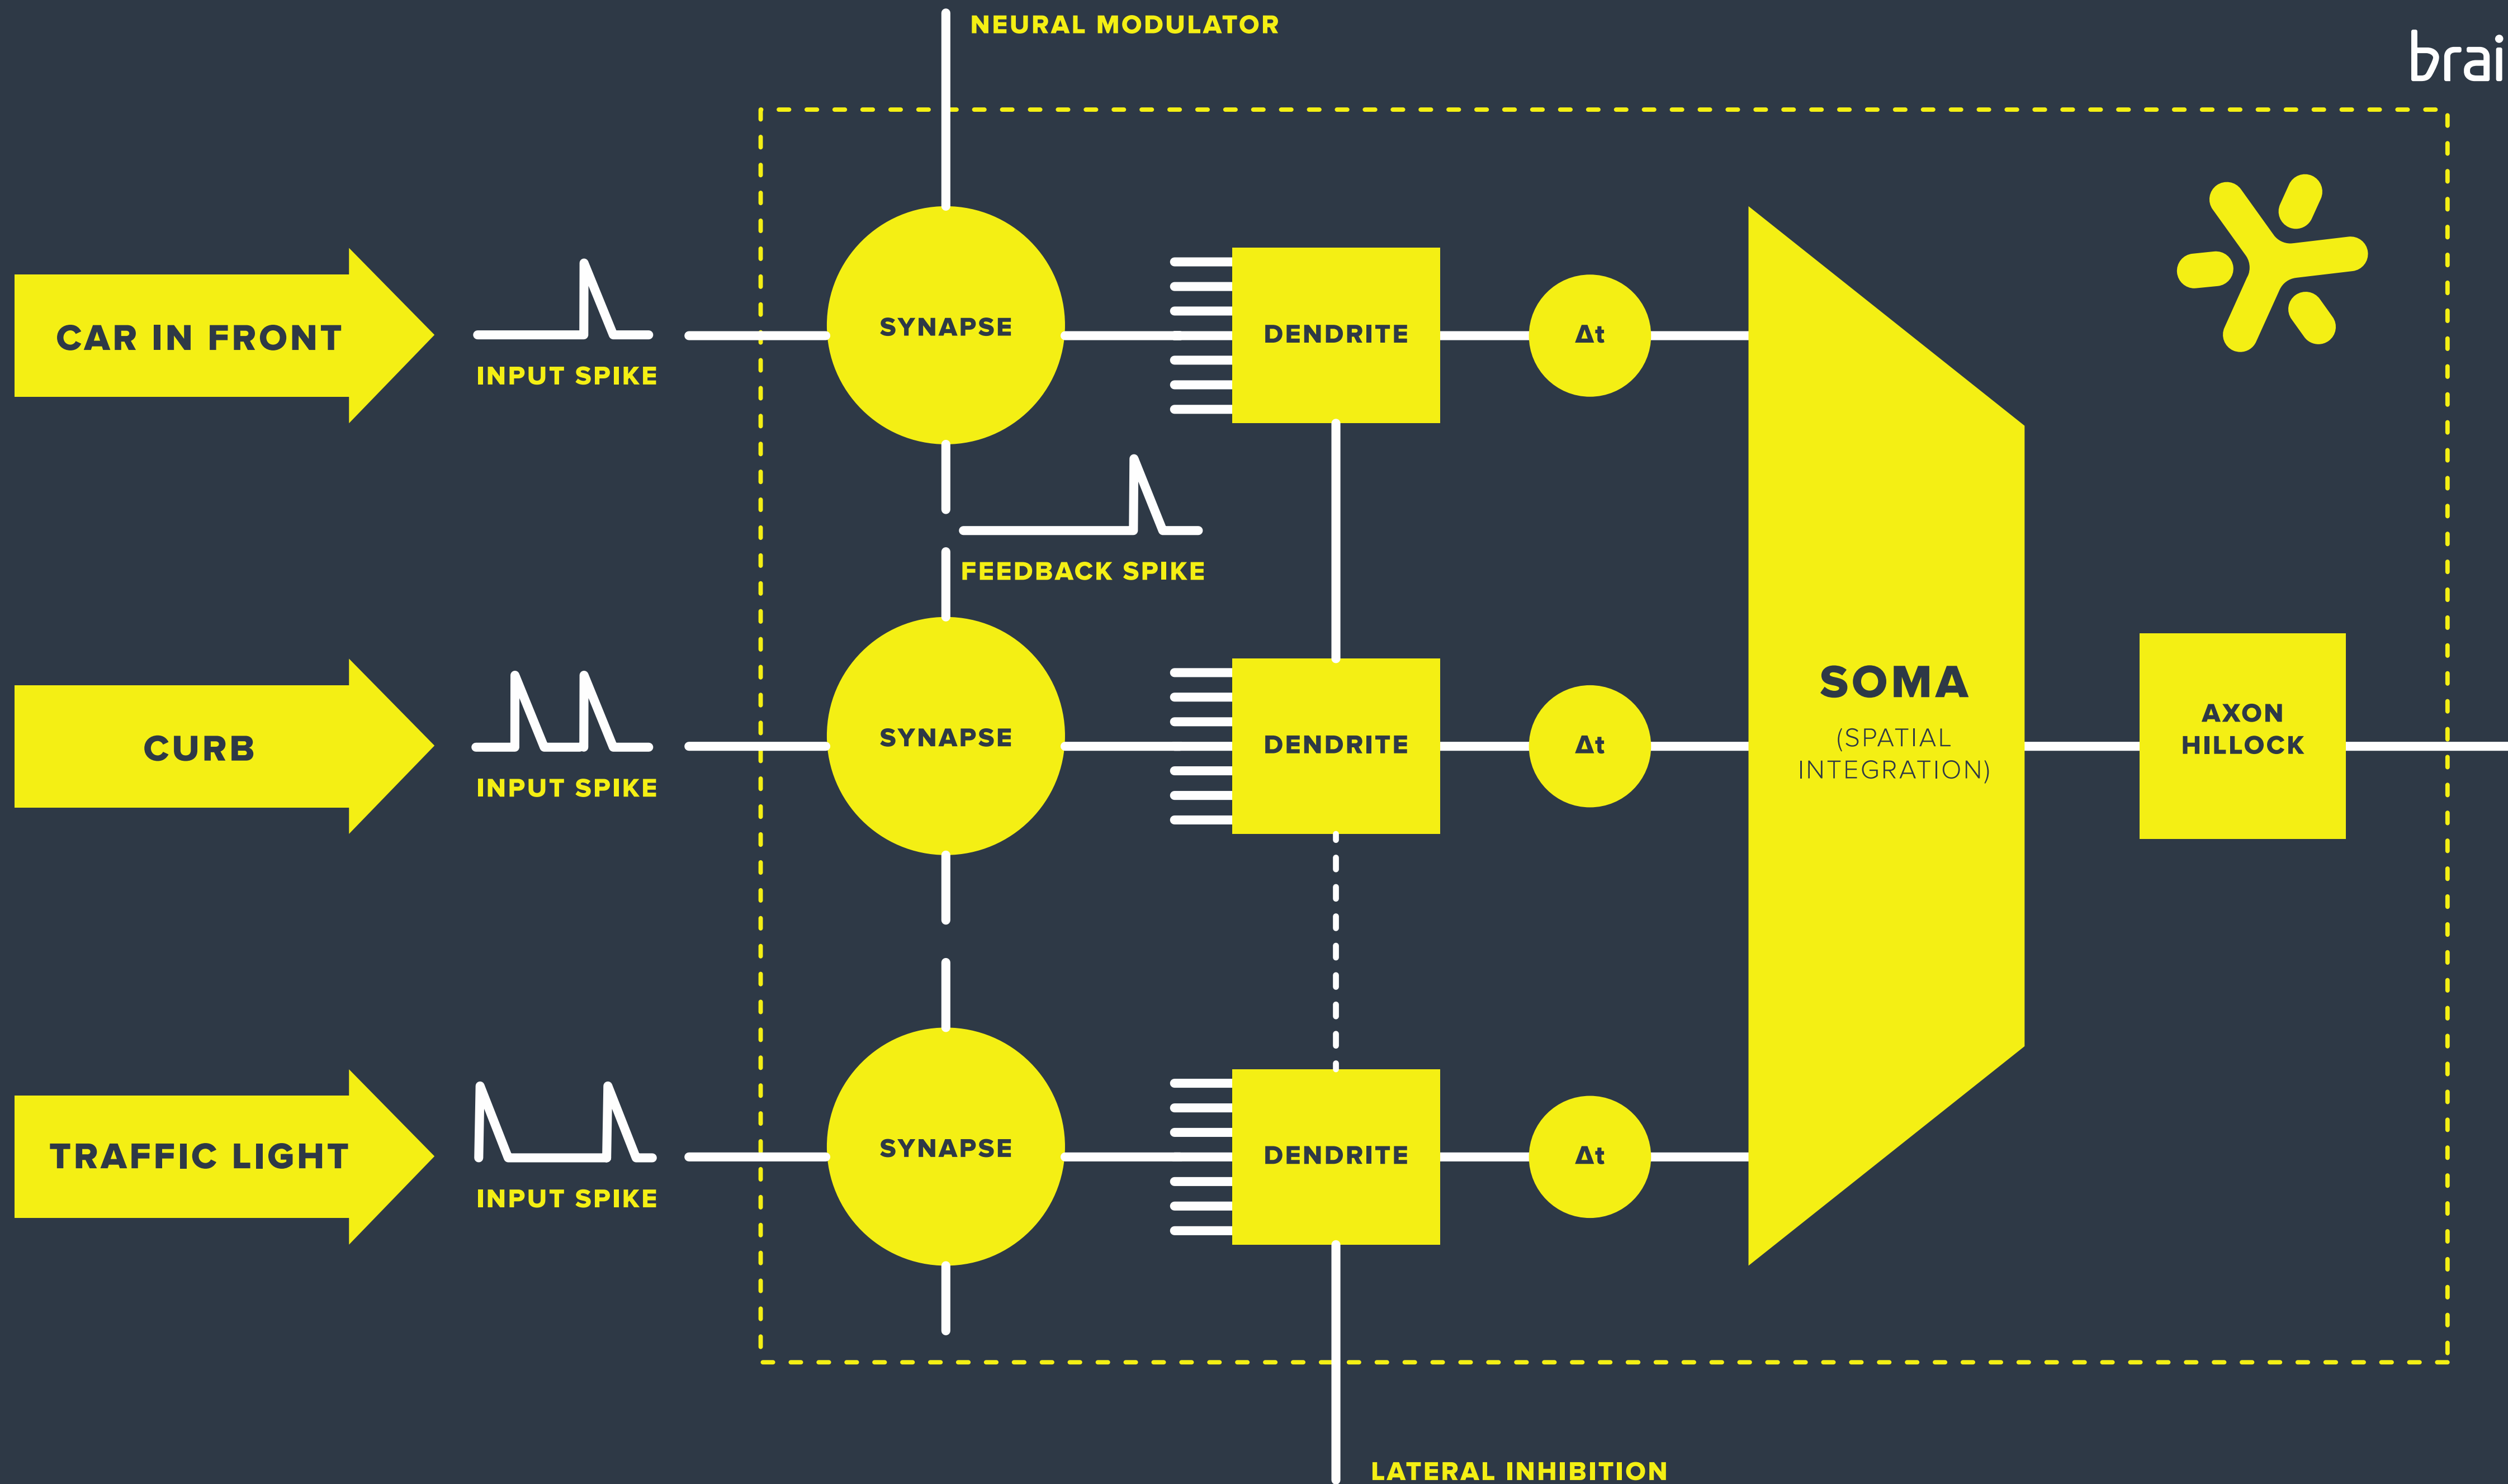 NEURAL MODULATOR
brai
CAR IN FRONT
INPUT SPIKE
SYNAPSE
DENDRITE
Δt
FEEDBACK SPIKE
CURB
INPUT SPIKE
SYNAPSE
DENDRITE
Δt
SOMA
(SPATIAL
INTEGRATION)
AXON
HILLOCK
TRAFFIC LIGHT
INPUT SPIKE
SYNAPSE
DENDRITE
Δt
LATERAL INHIBITION